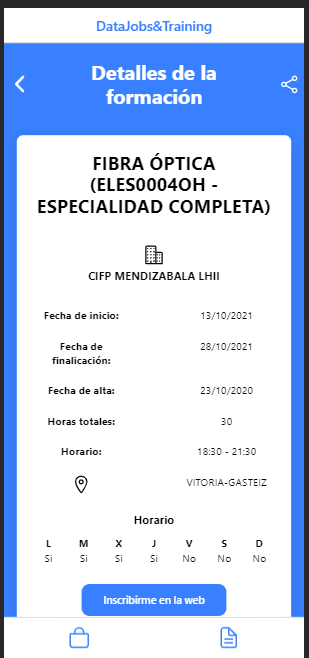 DataJobs&Training
Detalles de la
formación
FIBRA ÓPTICA
(ELES0004OH -
ESPECIALIDAD COMPLETA)
CIFP MENDIZABALA LHII
Fecha de inicio: 13/10/2021
Fecha de
finalicación: 28/10/2021
Fecha de alta: 23/10/2020
Horas totales: 30
Horario: 18:30 - 21:30
VITORIA-GASTEIZ
Horario
L M X J V S D
Si Si Si Si No No No
Inscribirme en la web